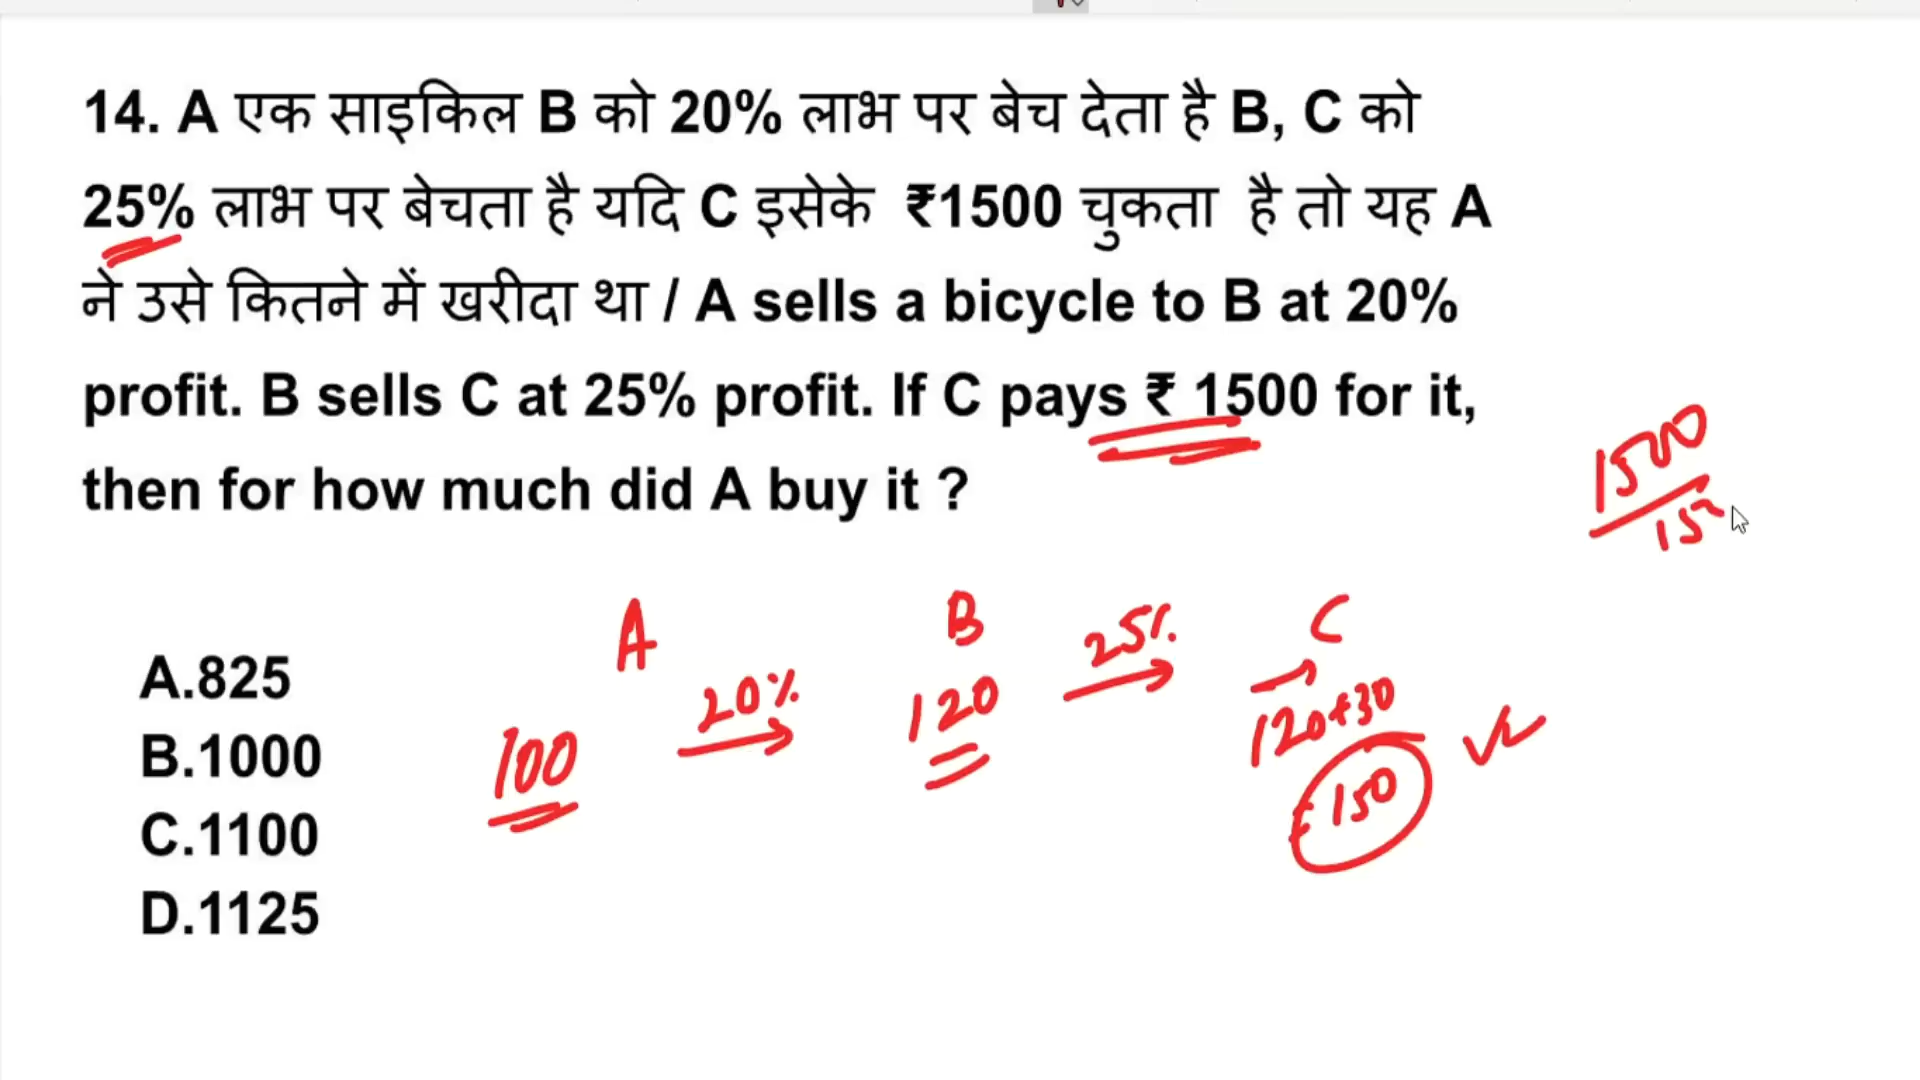 14. A एक साइकिल B को 20% लाभ पर बेच देता है B, C को
25% लाभ पर बेचता है यदि C इसेके ₹1500 चुकता है तो यह A
ने उसे कितने में खरीदा था / A sells a bicycle to B at 20%
profit. B sells C at 25% profit. If C pays ₹ 1500 for it,
then for how much did A buy it ?
1500
15
A B C
20% 25%
100 120 120+30
150
A.825
B.1000
C.1100
D.1125